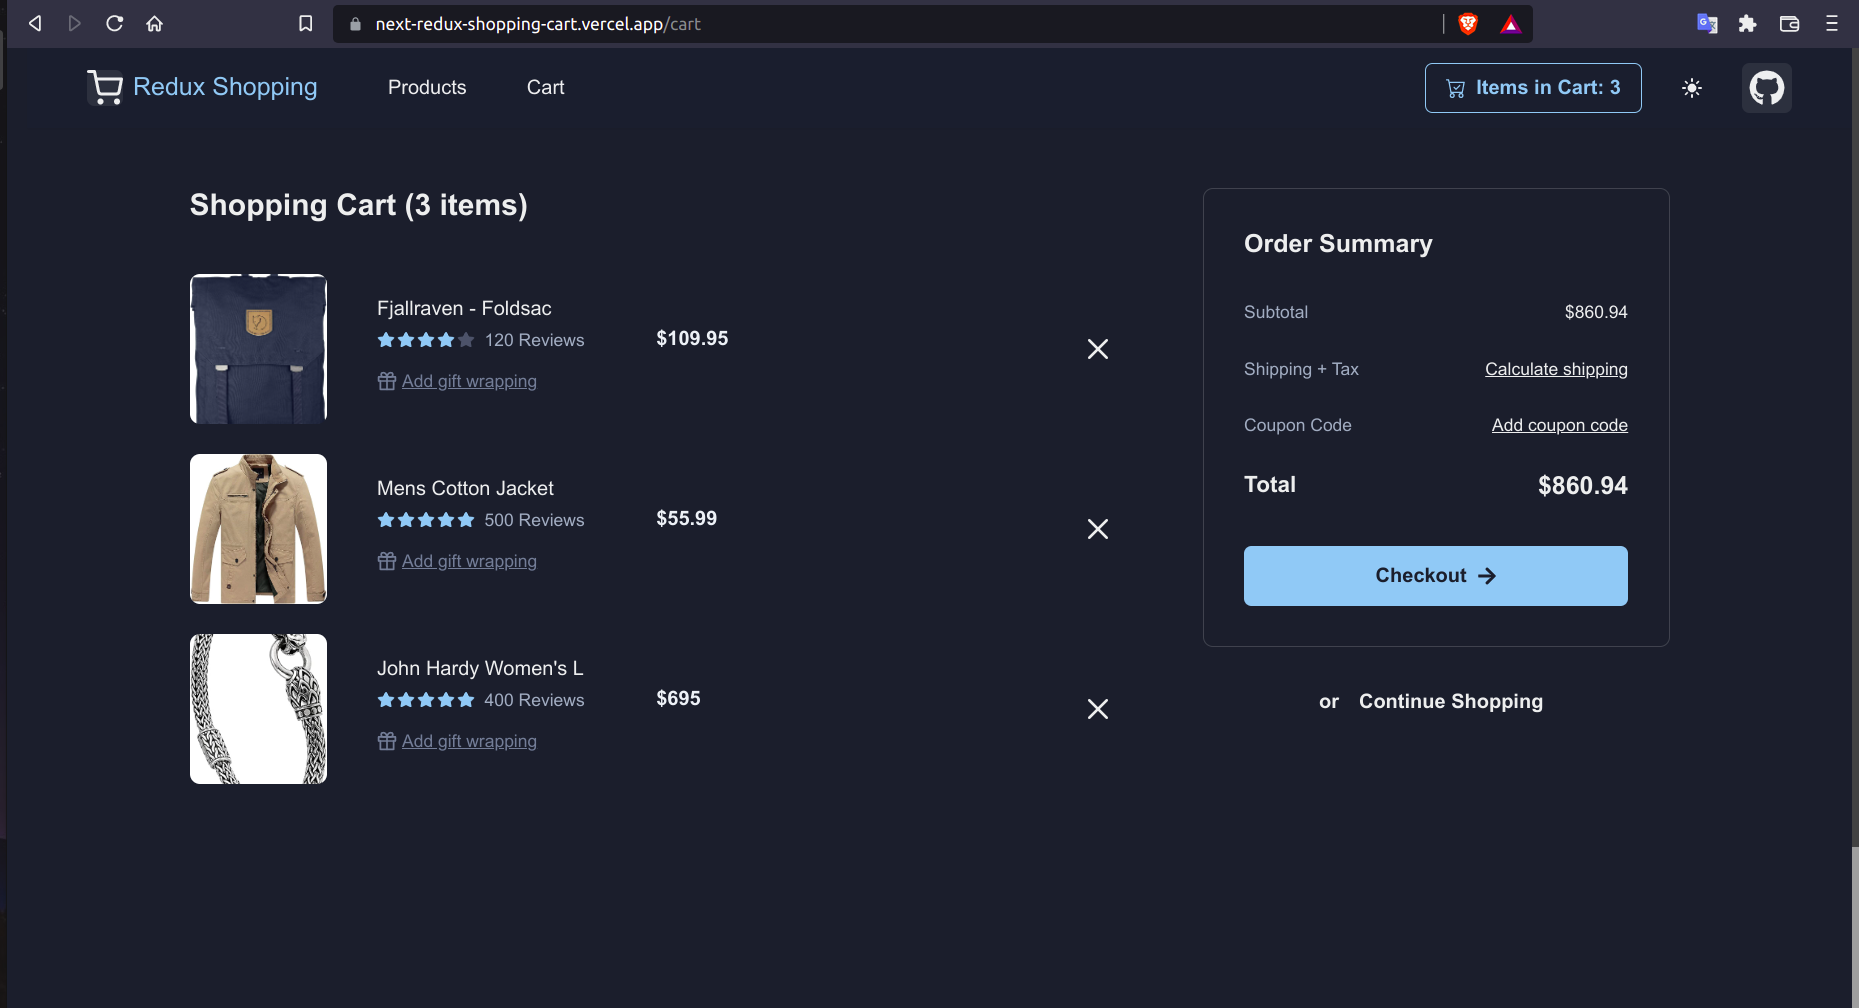 next-redux-shopping-cart.vercel.app/cart
Redux Shopping
Products
Cart
Items in Cart: 3
Shopping Cart (3 items)
Fjallraven - Foldsac
120 Reviews
$109.95
Add gift wrapping
Mens Cotton Jacket
500 Reviews
$55.99
Add gift wrapping
John Hardy Women's L
400 Reviews
$695
Add gift wrapping
Order Summary
Subtotal $860.94
Shipping + Tax Calculate shipping
Coupon Code Add coupon code
Total $860.94
Checkout
or Continue Shopping